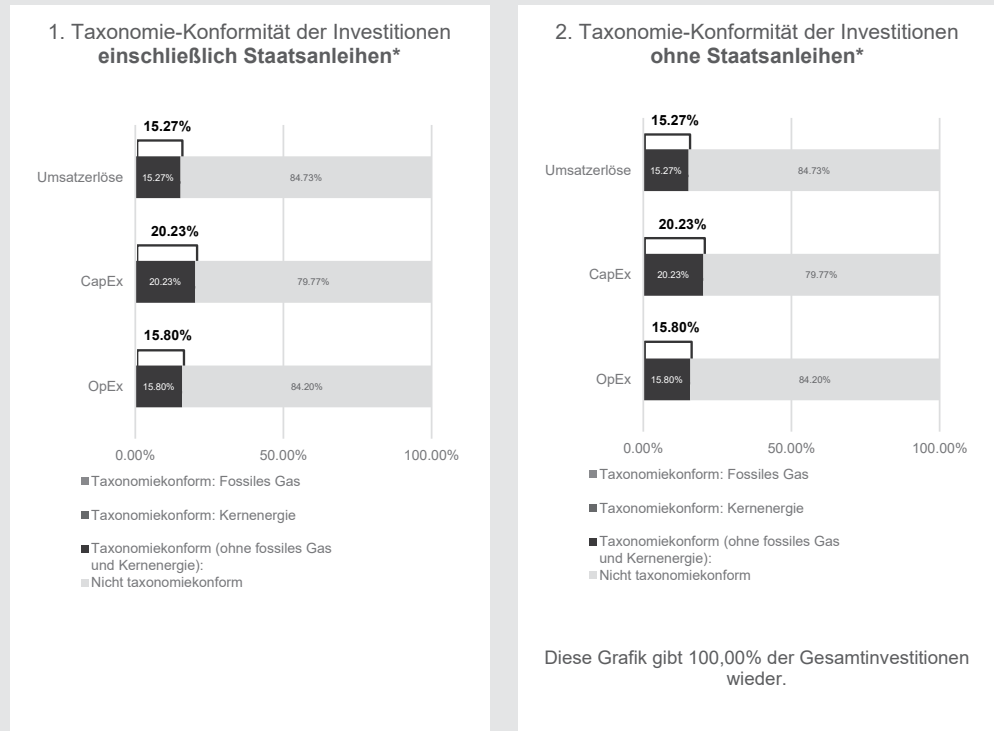 1. Taxonomie-Konformität der Investitionen
einschließlich Staatsanleihen*
15.27%
Umsatzerlöse
15.27%
84.73%
20.23%
CapEx
20.23%
79.77%
15.80%
OpEx
15.80%
84.20%
0.00%
50.00%
100.00%
Taxonomiekonform: Fossiles Gas
Taxonomiekonform: Kernenergie
Taxonomiekonform (ohne fossiles Gas
und Kernenergie):
Nicht taxonomiekonform
2. Taxonomie-Konformität der Investitionen
ohne Staatsanleihen*
15.27%
Umsatzerlöse
15.27%
84.73%
20.23%
CapEx
20.23%
79.77%
15.80%
OpEx
15.80%
84.20%
0.00%
50.00%
100.00%
Taxonomiekonform: Fossiles Gas
Taxonomiekonform: Kernenergie
Taxonomiekonform (ohne fossiles Gas
und Kernenergie):
Nicht taxonomiekonform
Diese Grafik gibt 100,00% der Gesamtinvestitionen
wieder.